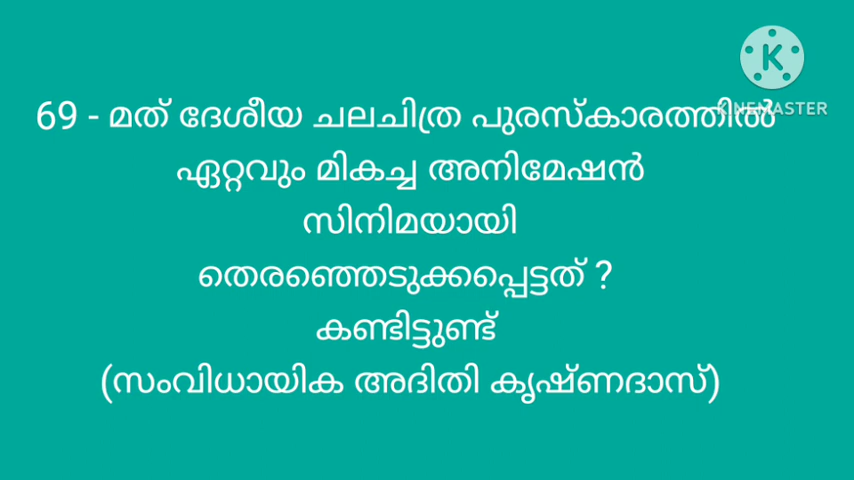 K
KINEMASTER
69 - മത് ദേശീയ ചലചിത്ര പുരസ്കാരത്തിൽ
ഏറ്റവും മികച്ച അനിമേഷൻ
സിനിമയായി
തെരഞ്ഞെടുക്കപ്പെട്ടത് ?
കണ്ടിട്ടുണ്ട്
(സംവിധായിക അദിതി കൃഷ്ണദാസ്)